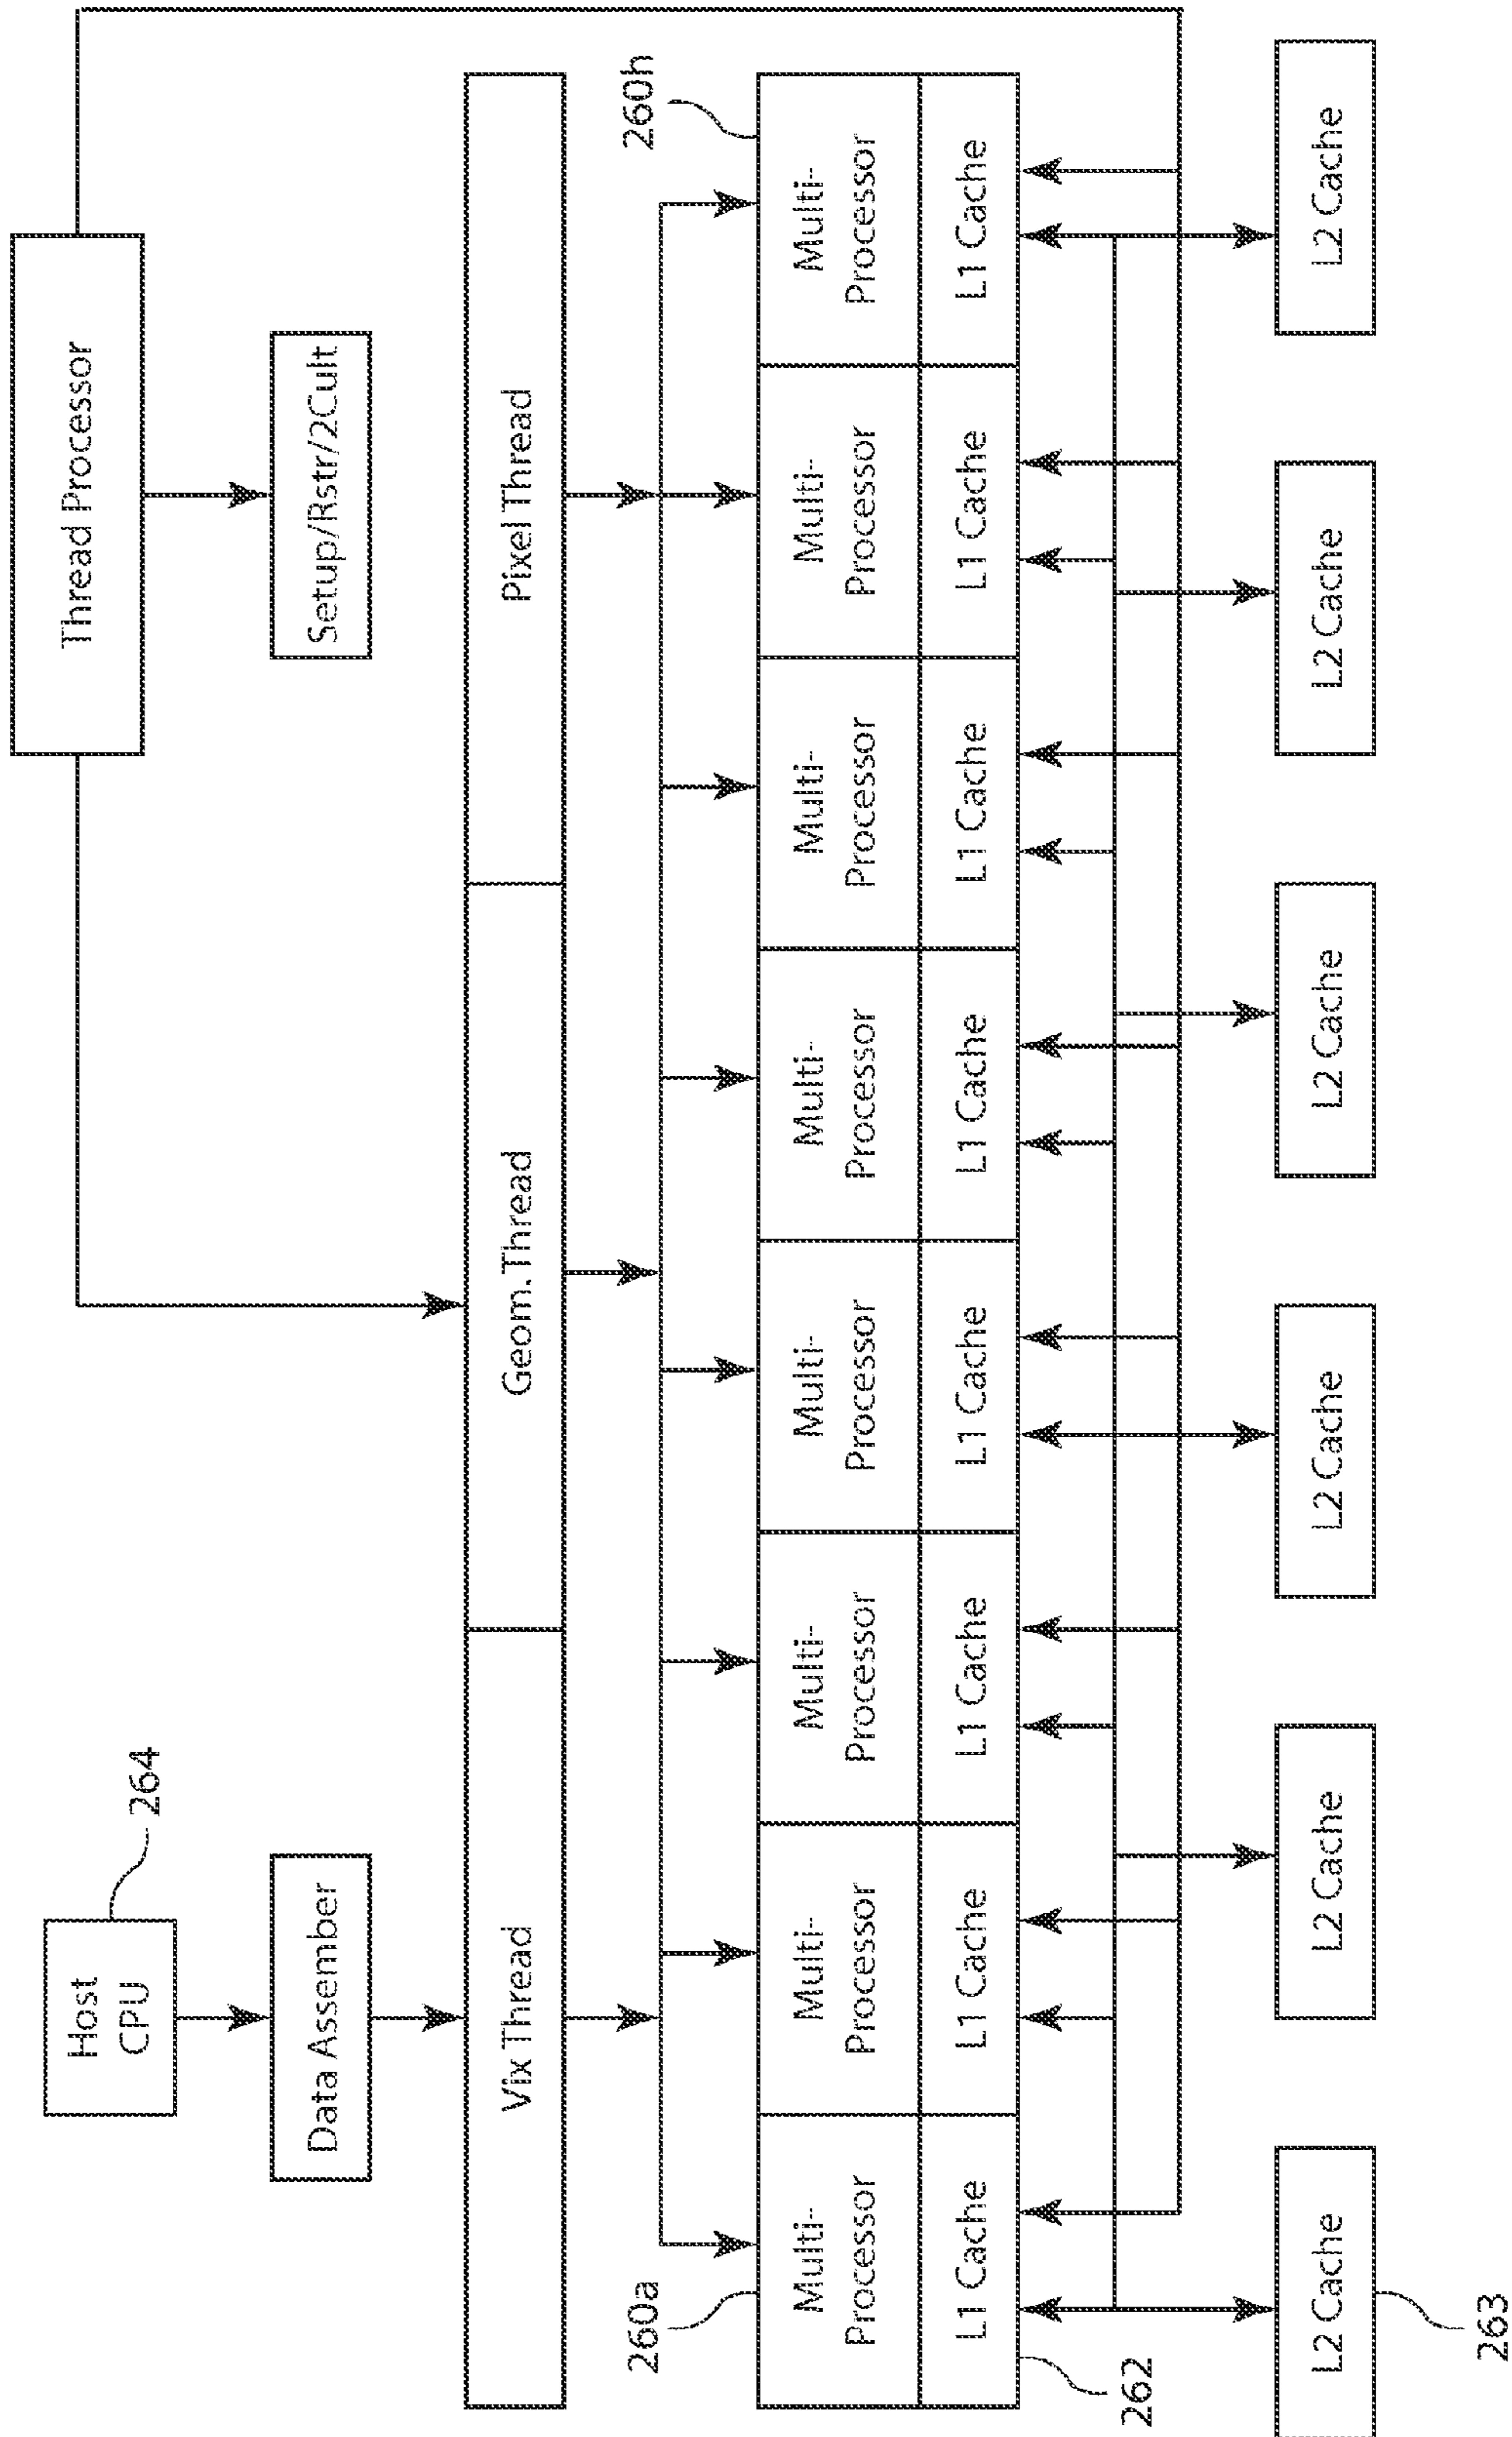 Host
CPU
264
Thread Processor
Data Assember
Setup/Rstr/2Cult
Vix Thread
Geom. Thread
Pixel Thread
260a
260h
Multi-
Processor
Multi-
Processor
Multi-
Processor
Multi-
Processor
Multi-
Processor
Multi-
Processor
Multi-
Processor
Multi-
Processor
L1 Cache
L1 Cache
L1 Cache
L1 Cache
L1 Cache
L1 Cache
L1 Cache
L1 Cache
262
L2 Cache
L2 Cache
L2 Cache
L2 Cache
L2 Cache
L2 Cache
263